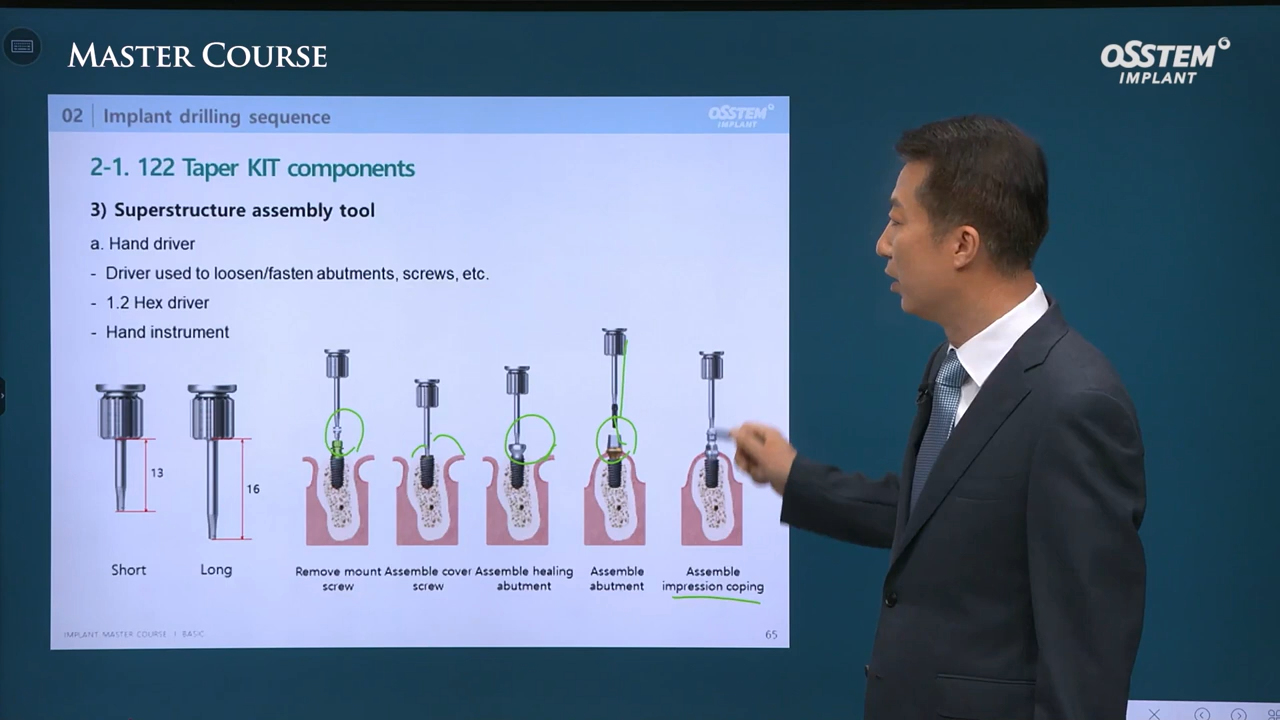 MASTER COURSE
OSSTEM
IMPLANT
02 Implant drilling sequence
OSSTEM
IMPLANT
2-1. 122 Taper KIT components
3) Superstructure assembly tool
a. Hand driver
- Driver used to loosen/fasten abutments, screws, etc.
- 1.2 Hex driver
- Hand instrument
13
16
Short
Long
Remove mount
screw
Assemble cover
screw
Assemble healing
abutment
Assemble
abutment
Assemble
impression coping
IMPLANT MASTER COURSE I BASIC
65